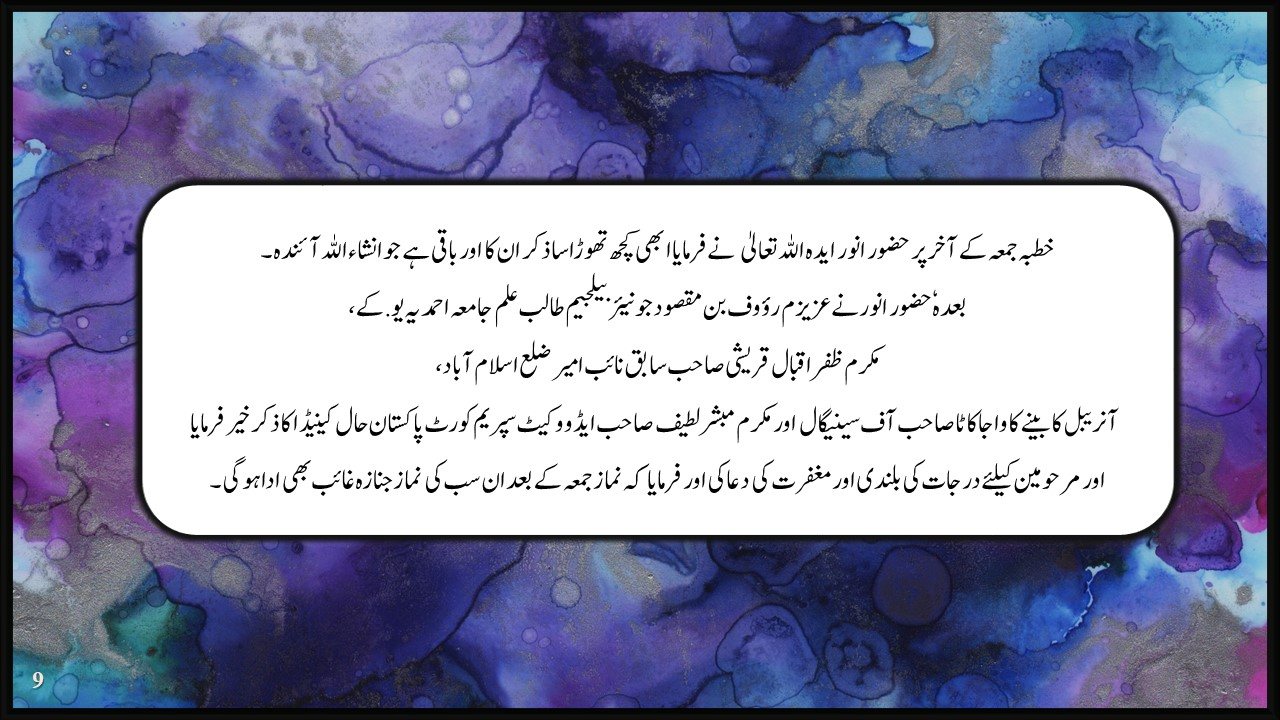 خطبہ جمعہ کے آخر پر حضور انور ایدہ اللہ تعالیٰ نے فرمایا ابھی کچھ تھوڑا سا ذکر ان کا اور باقی ہے جو انشاء اللہ آئندہ۔
بعدہٗ حضور انور نے عزیزم رؤوف بن مقصود جونیئر بیلجیم طالب علم جامعہ احمدیہ یو.کے،
مکرم ظفر اقبال قریشی صاحب سابق نائب امیر ضلع اسلام آباد،
آنریبل کابینے کاواجا کاٹا صاحب آف سینیگال اور مکرم مبشر لطیف صاحب ایڈووکیٹ سپریم کورٹ پاکستان حال کینیڈا کا ذکر خیر فرمایا
اور مرحومین کیلئے درجات کی بلندی اور مغفرت کی دعا کی اور فرمایا کہ نماز جمعہ کے بعد ان سب کی نماز جنازہ غائب بھی ادا ہو گی۔
9